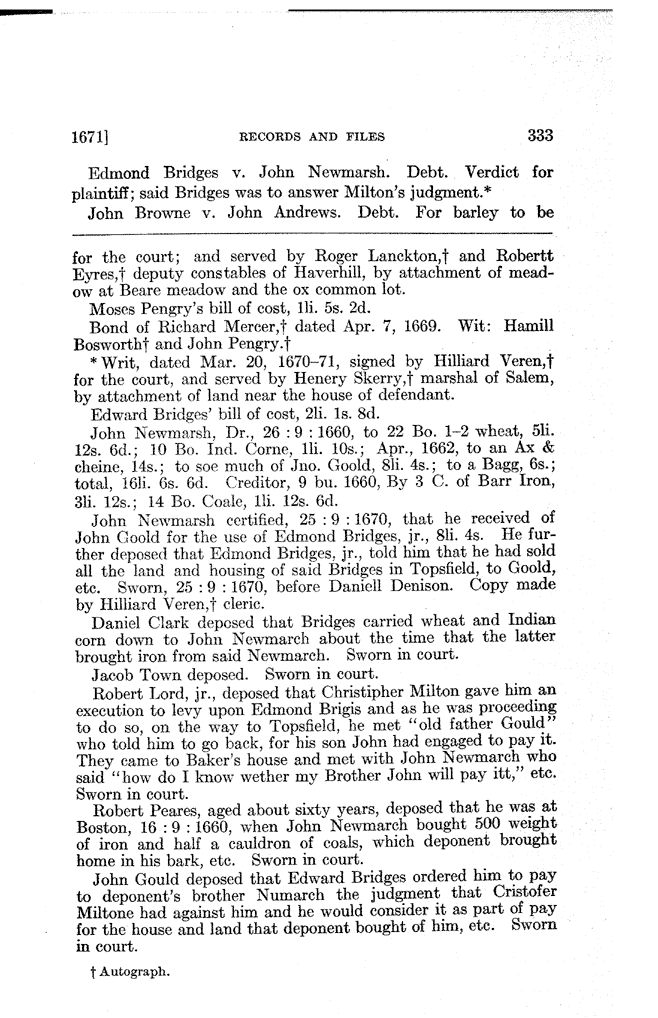 1671] RECORDS AND FILES 333
Edmond Bridges v. John Newmarsh. Debt. Verdict for
plaintiff; said Bridges was to answer Milton's judgment.*
John Browne v. John Andrews. Debt. For barley to be
for the court; and served by Roger Lanckton,† and Robertt
Eyres,† deputy constables of Haverhill, by attachment of mead-
ow at Beare meadow and the ox common lot.
Moses Pengry's bill of cost, 1li. 5s. 2d.
Bond of Richard Mercer,† dated Apr. 7, 1669. Wit: Hamill
Bosworth† and John Pengry.†
* Writ, dated Mar. 20, 1670–71, signed by Hilliard Veren,†
for the court, and served by Henery Skerry,† marshal of Salem,
by attachment of land near the house of defendant.
Edward Bridges' bill of cost, 2li. 1s. 8d.
John Newmarsh, Dr., 26 : 9 : 1660, to 22 Bo. 1–2 wheat, 5li.
12s. 6d.; 10 Bo. Ind. Corne, 1li. 10s.; Apr., 1662, to an Ax &
cheine, 14s.; to soe much of Jno. Goold, 8li. 4s.; to a Bagg, 6s.;
total, 16li. 6s. 6d. Creditor, 9 bu. 1660, By 3 C. of Barr Iron,
3li. 12s.; 14 Bo. Coale, 1li. 12s. 6d.
John Newmarsh certified, 25 : 9 : 1670, that he received of
John Goold for the use of Edmond Bridges, jr., 8li. 4s. He fur-
ther deposed that Edmond Bridges, jr., told him that he had sold
all the land and housing of said Bridges in Topsfield, to Goold,
etc. Sworn, 25 : 9 : 1670, before Daniell Denison. Copy made
by Hilliard Veren,† cleric.
Daniel Clark deposed that Bridges carried wheat and Indian
corn down to John Newmarch about the time that the latter
brought iron from said Newmarch. Sworn in court.
Jacob Town deposed. Sworn in court.
Robert Lord, jr., deposed that Christipher Milton gave him an
execution to levy upon Edmond Brigis and as he was proceeding
to do so, on the way to Topsfield, he met "old father Gould"
who told him to go back, for his son John had engaged to pay it.
They came to Baker's house and met with John Newmarch who
said "how do I know wether my Brother John will pay itt," etc.
Sworn in court.
Robert Peares, aged about sixty years, deposed that he was at
Boston, 16 : 9 : 1660, when John Newmarch bought 500 weight
of iron and half a cauldron of coals, which deponent brought
home in his bark, etc. Sworn in court.
John Gould deposed that Edward Bridges ordered him to pay
to deponent's brother Numarch the judgment that Cristofer
Miltone had against him and he would consider it as part of pay
for the house and land that deponent bought of him, etc. Sworn
in court.
† Autograph.